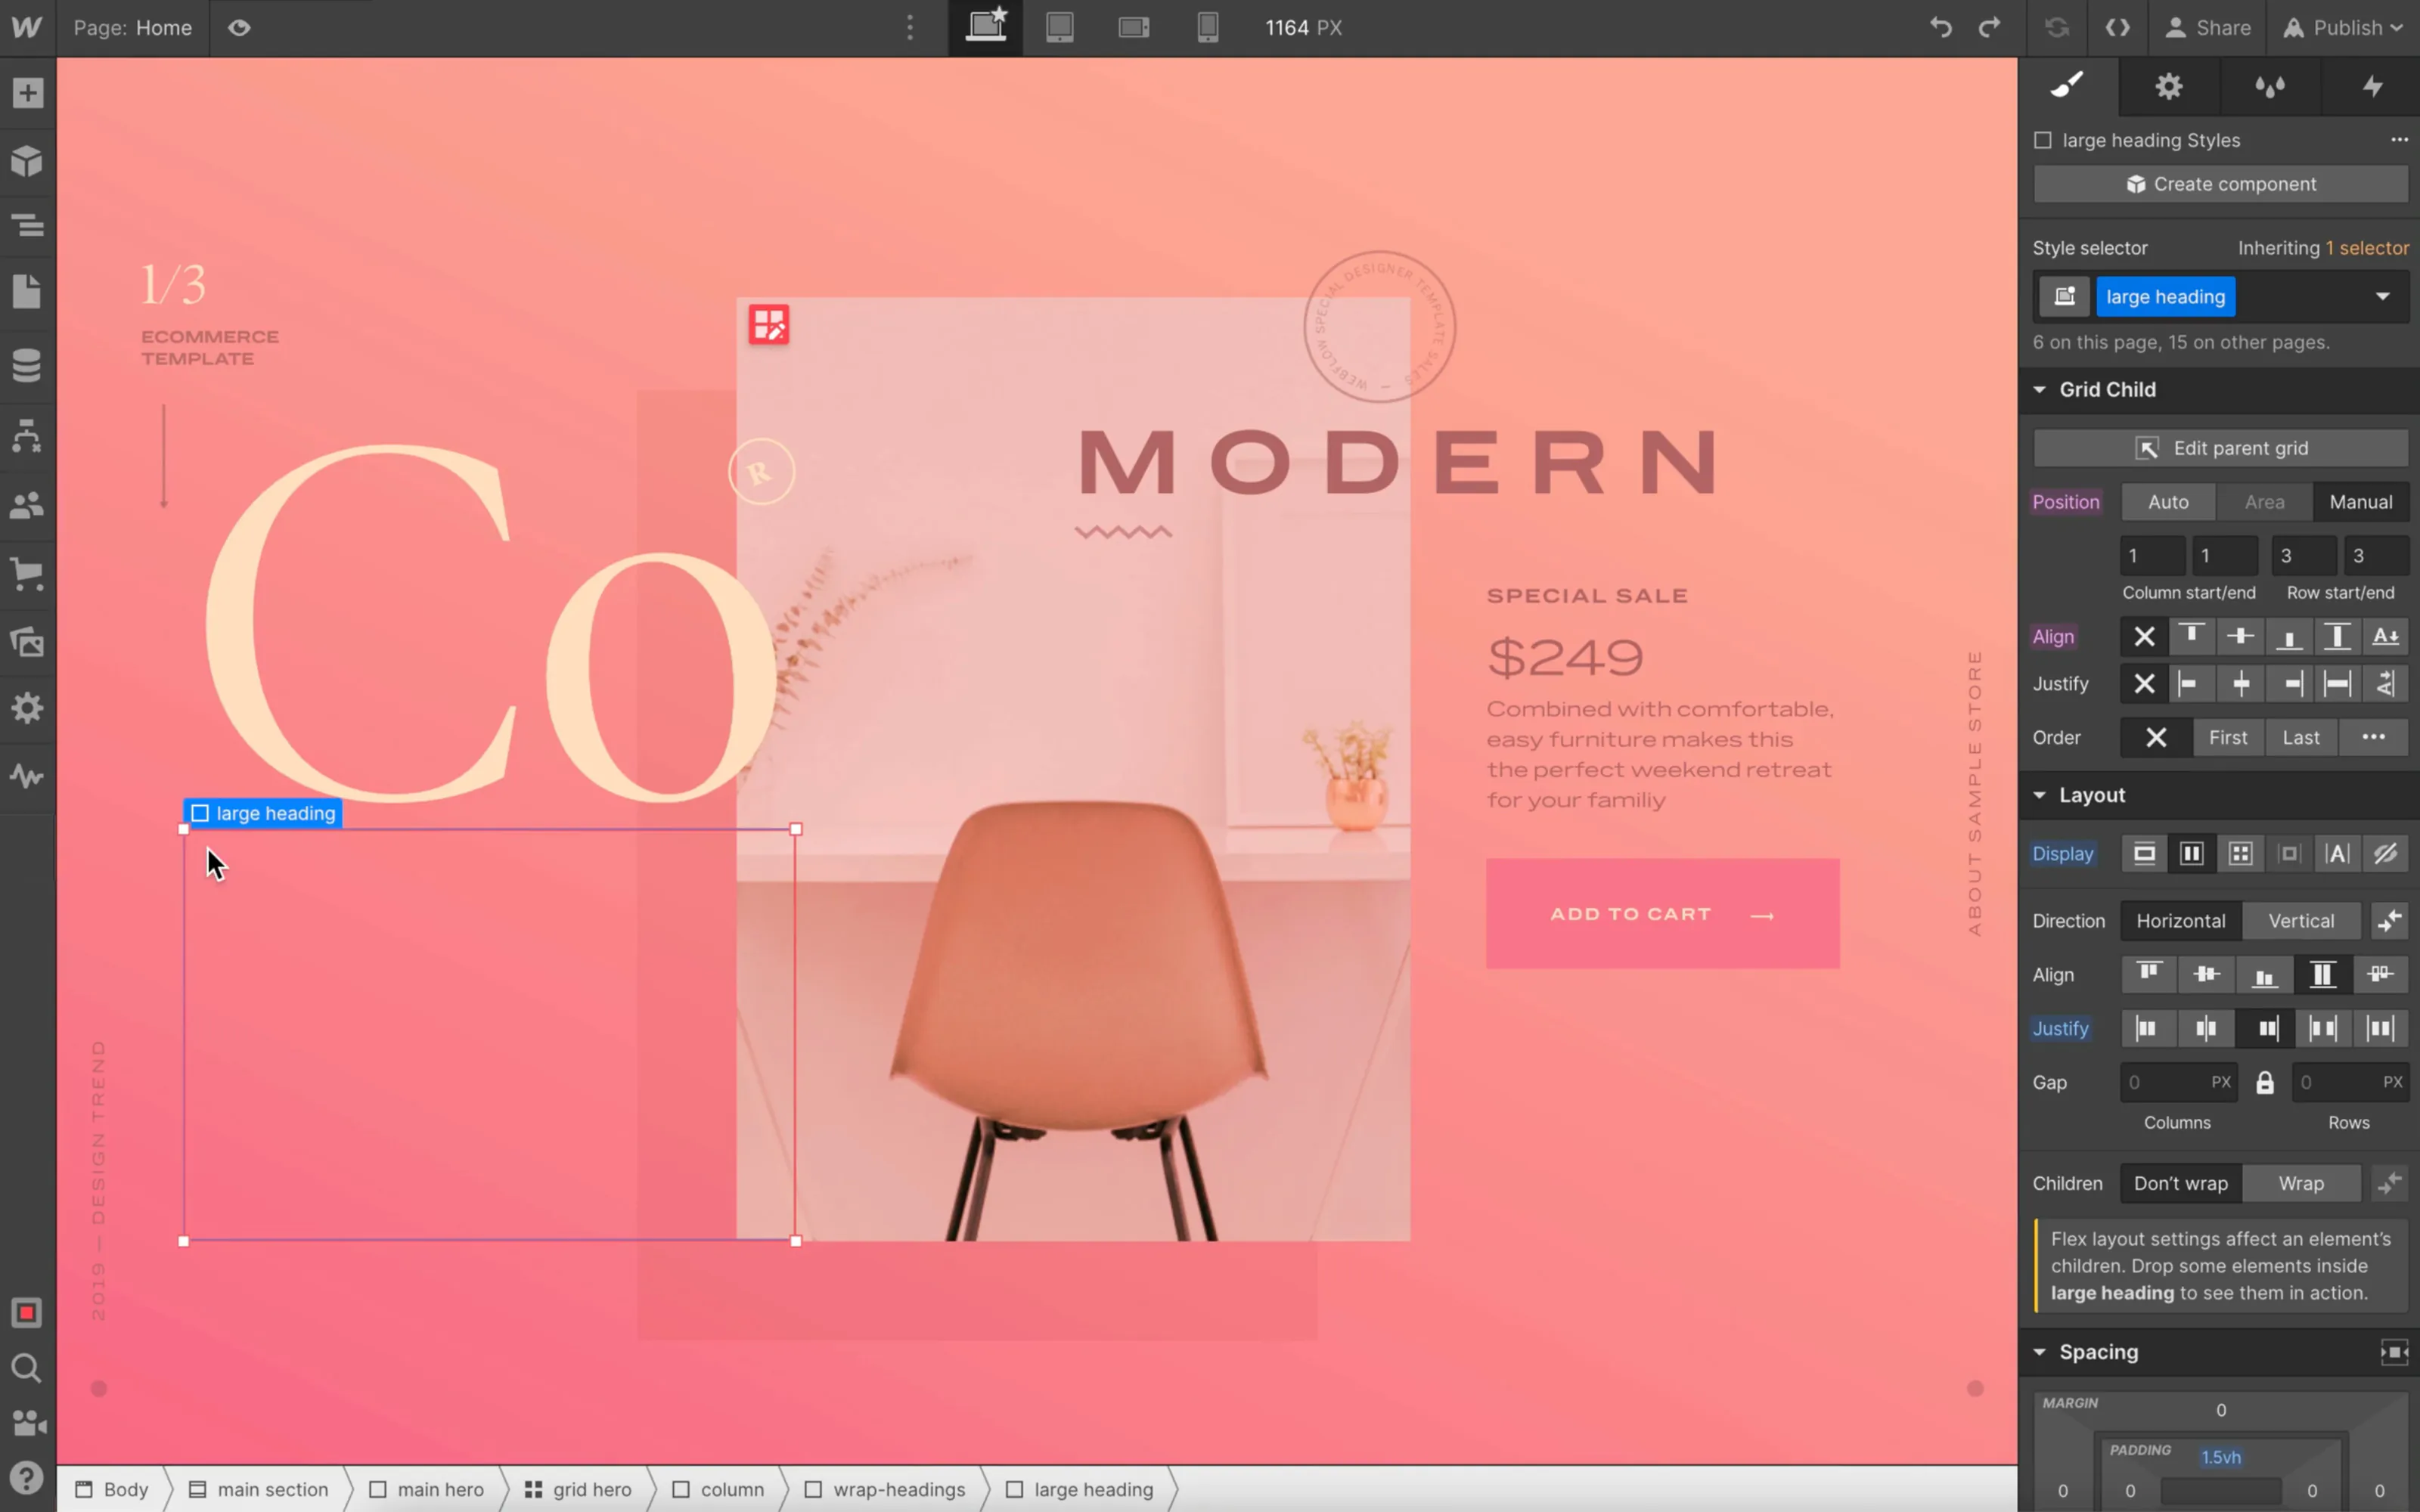 W
Page: Home
1164 PX
Share
Publish
1/3
ECOMMERCE
TEMPLATE
Co
R
WEBFLOW SPECIAL DESIGNER TEMPLATE SALES —
MODERN
SPECIAL SALE
$249
Combined with comfortable,
easy furniture makes this
the perfect weekend retreat
for your familiy
ADD TO CART →
ABOUT SAMPLE STORE
2019 — DESIGN TREND
large heading
Body
main section
main hero
grid hero
column
wrap-headings
large heading
large heading Styles
Create component
Style selector
Inheriting 1 selector
large heading
6 on this page, 15 on other pages.
Grid Child
Edit parent grid
Position Auto Area Manual
1 1 3 3
Column start/end Row start/end
Align
Justify
Order First Last
Layout
Display
Direction Horizontal Vertical
Align
Justify
Gap 0 PX 0 PX
Columns Rows
Children Don't wrap Wrap
Flex layout settings affect an element's
children. Drop some elements inside
large heading to see them in action.
Spacing
MARGIN 0
PADDING 1.5vh
0 0 0 0